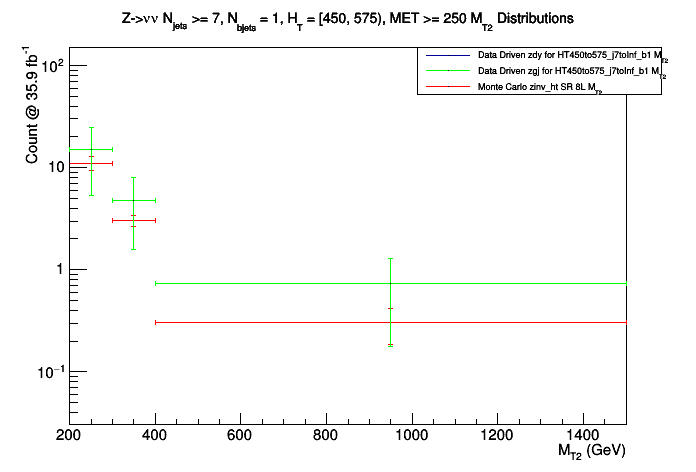 Z->νν N_jets >= 7, N_bjets = 1, H_T = [450, 575), MET >= 250 M_T2 Distributions
Data Driven zdy for HT450to575_j7toInf_b1 M_T2
Data Driven zgj for HT450to575_j7toInf_b1 M_T2
Monte Carlo zinv_ht SR 8L M_T2
Count @ 35.9 fb^-1
10^2
10
1
10^-1
200 400 600 800 1000 1200 1400
M_T2 (GeV)